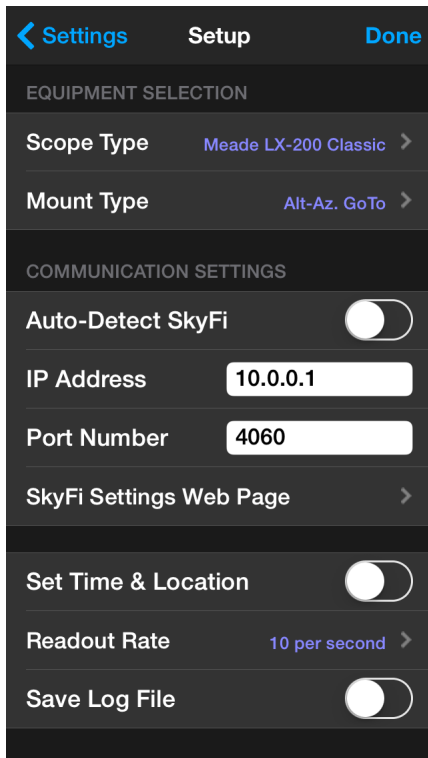 Settings Setup Done
EQUIPMENT SELECTION
Scope Type Meade LX-200 Classic
Mount Type Alt-Az. GoTo
COMMUNICATION SETTINGS
Auto-Detect SkyFi
IP Address 10.0.0.1
Port Number 4060
SkyFi Settings Web Page
Set Time & Location
Readout Rate 10 per second
Save Log File